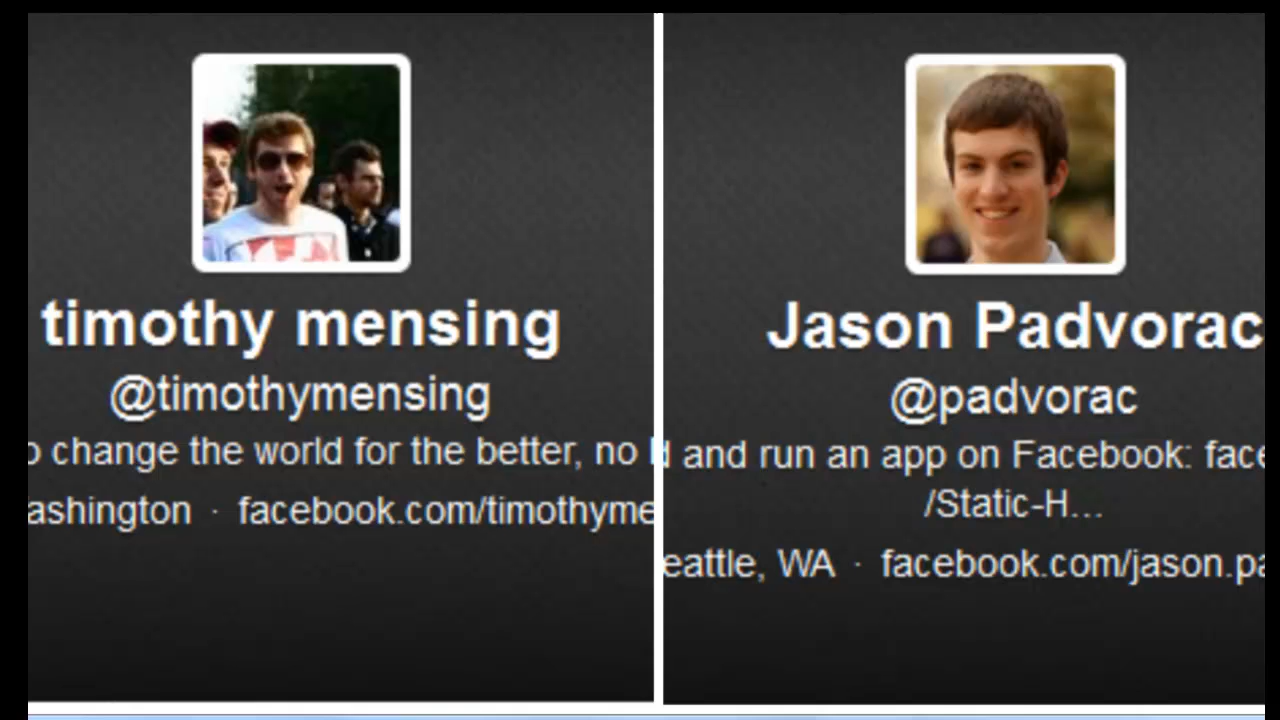 timothy mensing
@timothymensing
o change the world for the better, no
ashington · facebook.com/timothyme
Jason Padvorac
@padvorac
d and run an app on Facebook: face
/Static-H...
eattle, WA · facebook.com/jason.pa